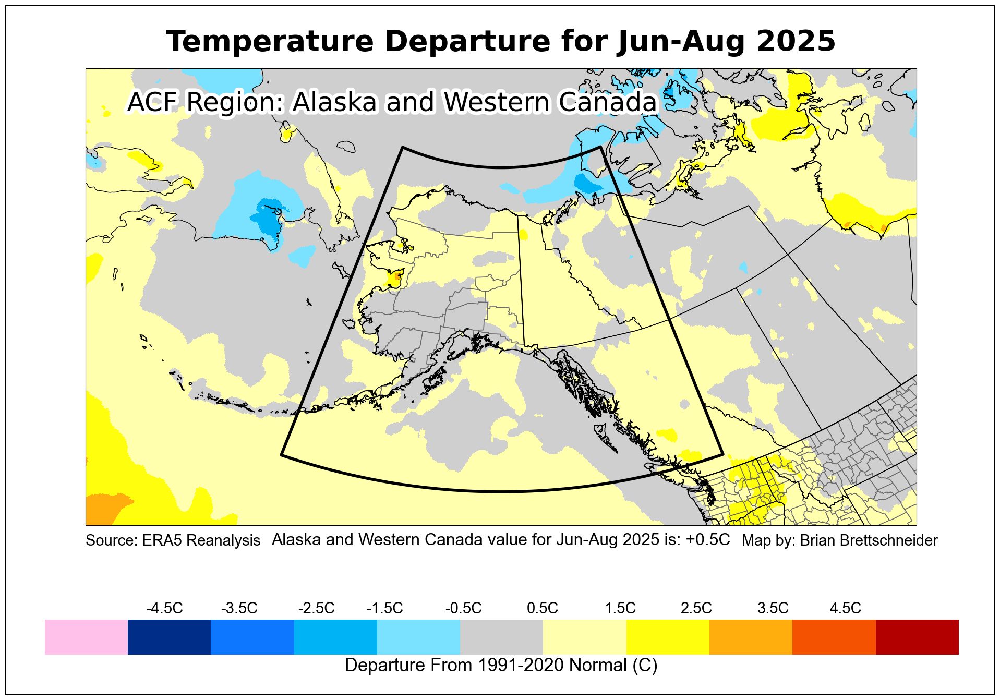 Temperature Departure for Jun-Aug 2025
ACF Region: Alaska and Western Canada
Source: ERA5 Reanalysis Alaska and Western Canada value for Jun-Aug 2025 is: +0.5C Map by: Brian Brettschneider
-4.5C -3.5C -2.5C -1.5C -0.5C 0.5C 1.5C 2.5C 3.5C 4.5C
Departure From 1991-2020 Normal (C)